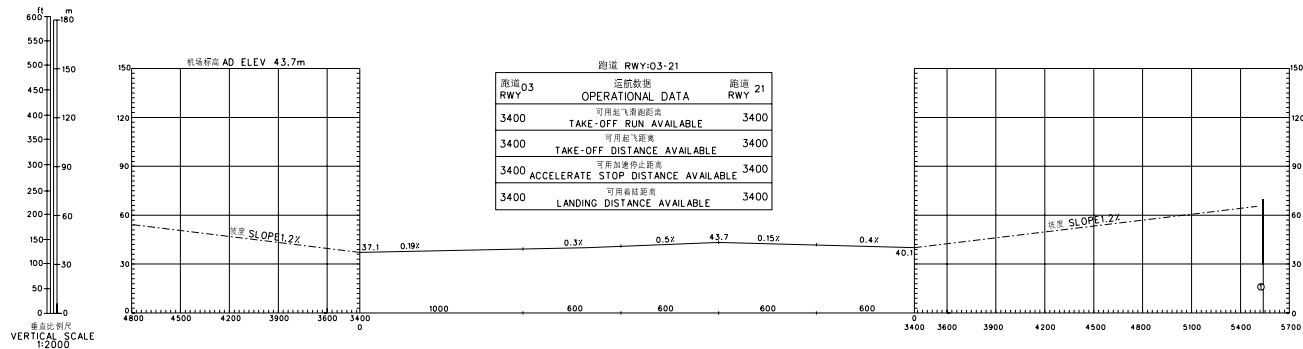 ft m
600 180
550
500 150
450
400 120
350
300 90
250
200 60
150
100 30
50
0 0
垂直比例尺
VERTICAL SCALE
1:2000
机场标高 AD ELEV 43.7m
150
120
90
60
30
0
坡度 SLOPE1.2%
4800 4500 4200 3900 3600 3400
0
跑道 RWY:03-21
跑道03 运航数据 跑道 21
RWY OPERATIONAL DATA RWY
可用起飞滑跑距离
3400 TAKE-OFF RUN AVAILABLE 3400
可用起飞距离
3400 TAKE-OFF DISTANCE AVAILABLE 3400
可用加速停止距离
3400 ACCELERATE STOP DISTANCE AVAILABLE 3400
可用着陆距离
3400 LANDING DISTANCE AVAILABLE 3400
37.1 0.19% 0.3% 0.5% 43.7 0.15% 0.4% 40.1
1000 600 600 600 600
坡度 SLOPE1.2%
150
120
90
60
30
0
1
0
3400 3600 3900 4200 4500 4800 5100 5400 5700